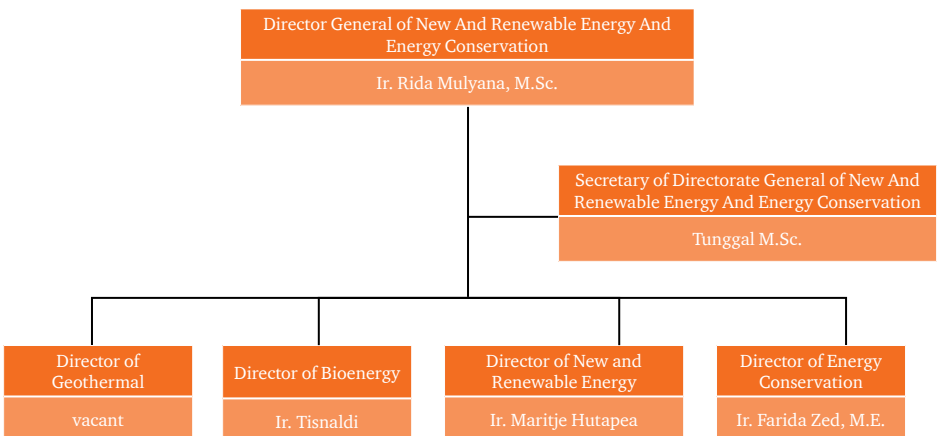 Director General of New And Renewable Energy And
Energy Conservation
Ir. Rida Mulyana, M.Sc.
Secretary of Directorate General of New And
Renewable Energy And Energy Conservation
Tunggal M.Sc.
Director of
Geothermal
vacant
Director of Bioenergy
Ir. Tisnaldi
Director of New and
Renewable Energy
Ir. Maritje Hutapea
Director of Energy
Conservation
Ir. Farida Zed, M.E.